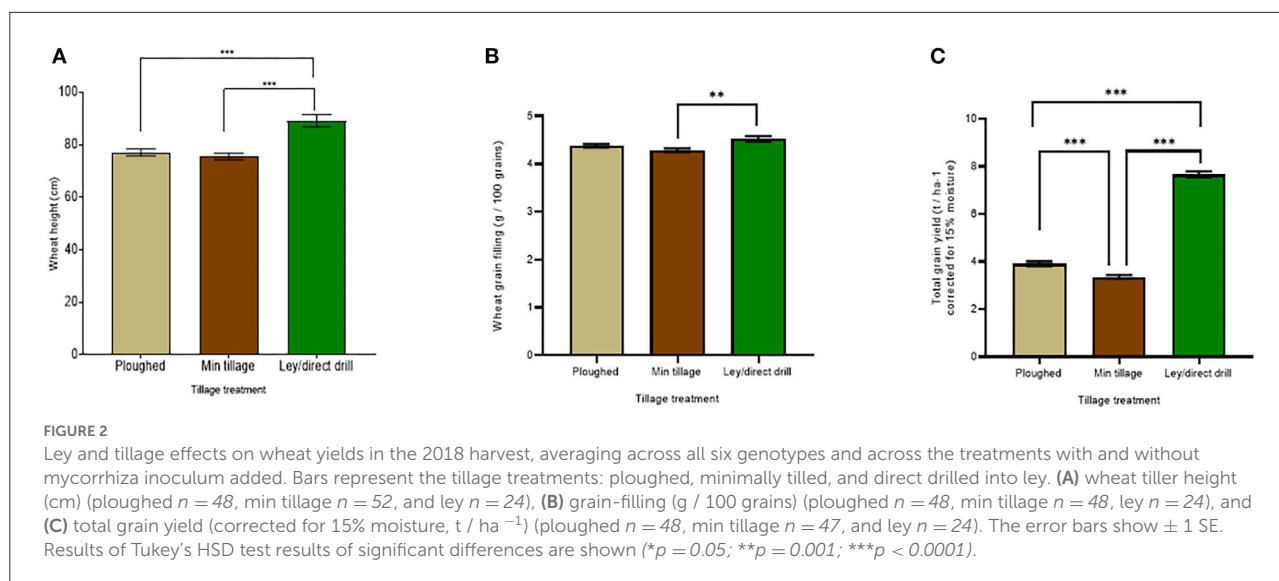 A
***
***
100
80
60
40
20
0
Wheat height (cm)
Ploughed Min tillage Ley/direct drill
Tillage treatment
B
**
5
4
3
2
1
0
Wheat grain filling (g / 100 grains)
Ploughed Min tillage Ley/direct drill
Tillage treatment
C
***
*** ***
10
8
6
4
2
0
Total grain yield (t / ha-1
corrected for 15% moisture)
Ploughed Min tillage Ley/direct drill
Tillage treatment
FIGURE 2
Ley and tillage effects on wheat yields in the 2018 harvest, averaging across all six genotypes and across the treatments with and without
mycorrhiza inoculum added. Bars represent the tillage treatments: ploughed, minimally tilled, and direct drilled into ley. (A) wheat tiller height
(cm) (ploughed n = 48, min tillage n = 52, and ley n = 24), (B) grain-filling (g / 100 grains) (ploughed n = 48, min tillage n = 48, ley n = 24), and
(C) total grain yield (corrected for 15% moisture, t / ha −1) (ploughed n = 48, min tillage n = 47, and ley n = 24). The error bars show ± 1 SE.
Results of Tukey's HSD test results of significant differences are shown (*p = 0.05; **p = 0.001; ***p < 0.0001).